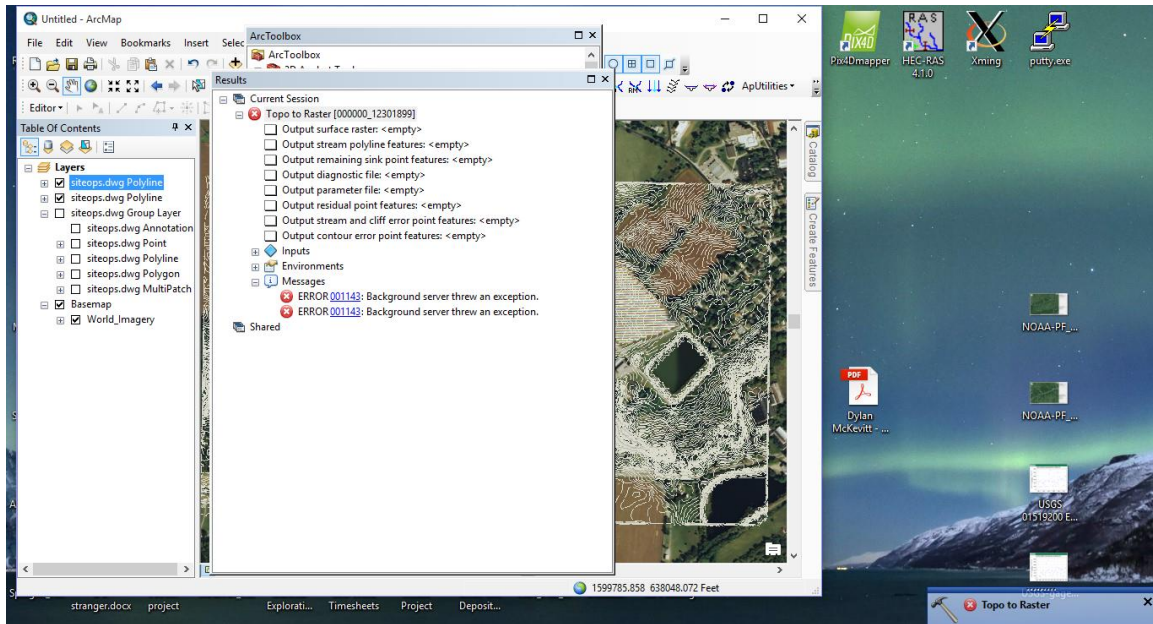 Untitled - ArcMap
File Edit View Bookmarks Insert Selec
ArcToolbox
ArcToolbox
Results
ApUtilities
Editor
Table Of Contents
Layers
siteops.dwg Polyline
siteops.dwg Polyline
siteops.dwg Group Layer
siteops.dwg Annotation
siteops.dwg Point
siteops.dwg Polyline
siteops.dwg Polygon
siteops.dwg MultiPatch
Basemap
World_Imagery
Current Session
Topo to Raster [000000_12301899]
Output surface raster: <empty>
Output stream polyline features: <empty>
Output remaining sink point features: <empty>
Output diagnostic file: <empty>
Output parameter file: <empty>
Output residual point features: <empty>
Output stream and cliff error point features: <empty>
Output contour error point features: <empty>
Inputs
Environments
Messages
ERROR 001143: Background server threw an exception.
ERROR 001143: Background server threw an exception.
Shared
Catalog
Create Features
1599785.858 638048.072 Feet
PIX4D
RAS
Pix4Dmapper HEC-RAS Xming putty.exe
4.1.0
NOAA-PF_...
PDF
Dylan
McKevitt - ...
NOAA-PF_...
USGS
01519200 E...
stranger.docx project Explorati... Timesheets Project Deposit...
Topo to Raster